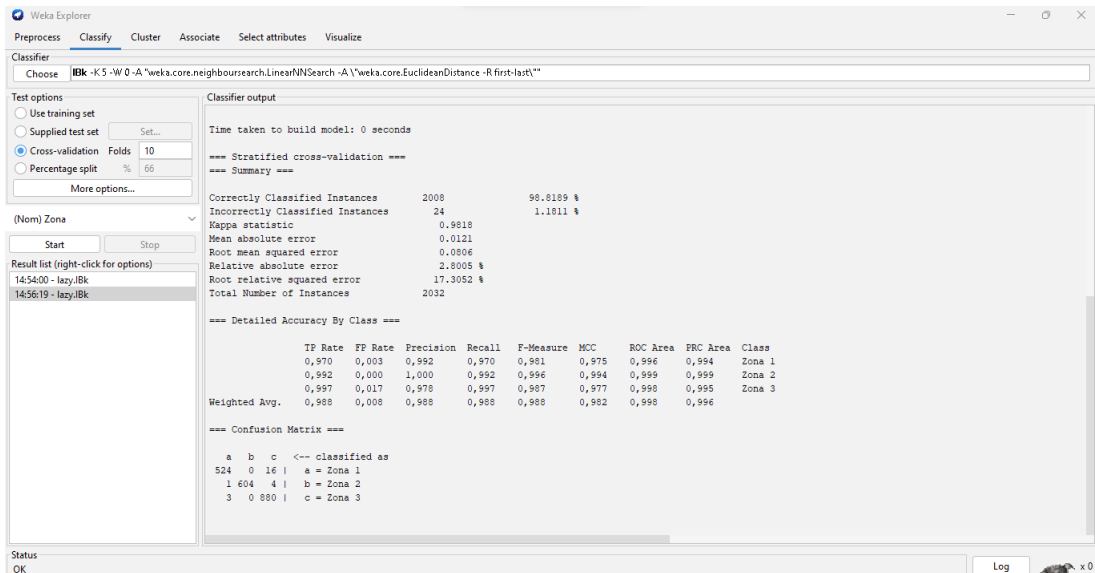 Weka Explorer
Preprocess Classify Cluster Associate Select attributes Visualize
Classifier
Choose IBk -K 5 -W 0 -A "weka.core.neighboursearch.LinearNNSearch -A \"weka.core.EuclideanDistance -R first-last\""
Test options
Use training set
Supplied test set Set...
Cross-validation Folds 10
Percentage split % 66
More options...
(Nom) Zona
Start Stop
Result list (right-click for options)
14:54:00 - lazy.IBk
14:56:19 - lazy.IBk
Classifier output
Time taken to build model: 0 seconds
=== Stratified cross-validation ===
=== Summary ===
Correctly Classified Instances 2008 98.8189 %
Incorrectly Classified Instances 24 1.1811 %
Kappa statistic 0.9818
Mean absolute error 0.0121
Root mean squared error 0.0806
Relative absolute error 2.8005 %
Root relative squared error 17.3052 %
Total Number of Instances 2032
=== Detailed Accuracy By Class ===
TP Rate FP Rate Precision Recall F-Measure MCC ROC Area PRC Area Class
0,970 0,003 0,992 0,970 0,981 0,975 0,996 0,994 Zona 1
0,992 0,000 1,000 0,992 0,996 0,994 0,999 0,999 Zona 2
0,997 0,017 0,978 0,997 0,987 0,977 0,998 0,995 Zona 3
Weighted Avg. 0,988 0,008 0,988 0,988 0,988 0,982 0,998 0,996
=== Confusion Matrix ===
a b c <-- classified as
524 0 16 | a = Zona 1
1 604 4 | b = Zona 2
3 0 880 | c = Zona 3
Status
OK
Log x 0